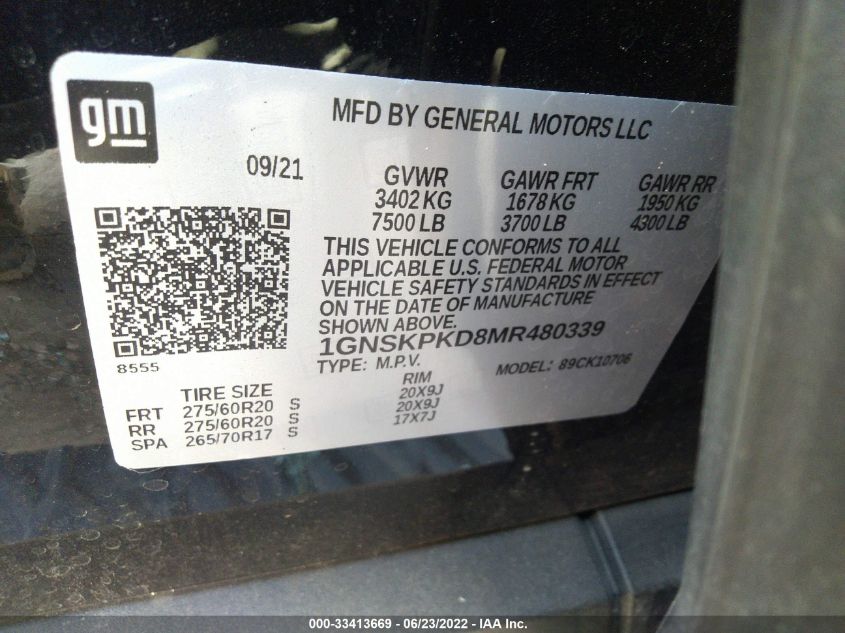 gm
MFD BY GENERAL MOTORS LLC
09/21
GVWR GAWR FRT GAWR RR
3402 KG 1678 KG 1950 KG
7500 LB 3700 LB 4300 LB
THIS VEHICLE CONFORMS TO ALL
APPLICABLE U.S. FEDERAL MOTOR
VEHICLE SAFETY STANDARDS IN EFFECT
ON THE DATE OF MANUFACTURE
SHOWN ABOVE.
1GNSKPKD8MR480339
8555
TYPE: M.P.V. MODEL: 89CK10706
TIRE SIZE RIM
FRT 275/60R20 S 20X9J
RR 275/60R20 S 20X9J
SPA 265/70R17 S 17X7J
000-33413669 - 06/23/2022 - IAA Inc.